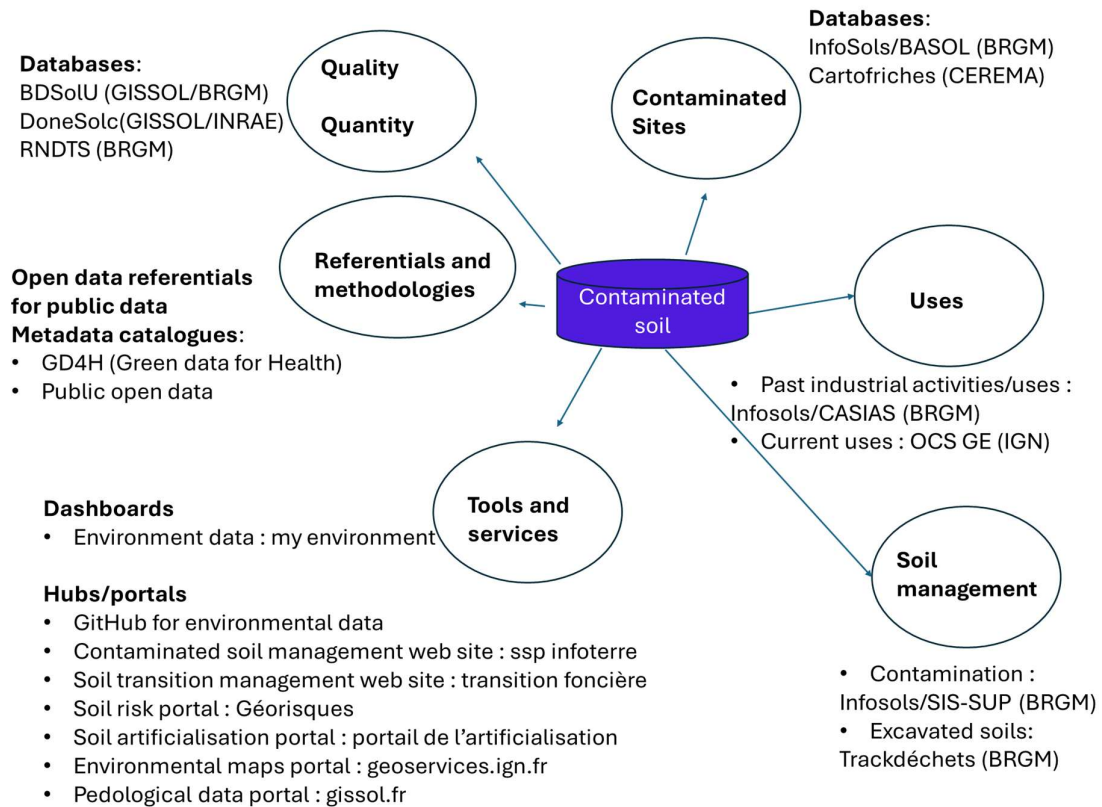 Databases:
BDSolU (GISSOL/BRGM)
DoneSolc(GISSOL/INRAE)
RNDTS (BRGM)
Quality
Quantity
Databases:
InfoSols/BASOL (BRGM)
Cartofriches (CEREMA)
Contaminated
Sites
Open data referentials
for public data
Metadata catalogues:
• GD4H (Green data for Health)
• Public open data
Referentials and
methodologies
Contaminated
soil
Uses
• Past industrial activities/uses :
Infosols/CASIAS (BRGM)
• Current uses : OCS GE (IGN)
Dashboards
• Environment data : my environment
Tools and
services
Hubs/portals
• GitHub for environmental data
• Contaminated soil management web site : ssp infoterre
• Soil transition management web site : transition foncière
• Soil risk portal : Géorisques
• Soil artificialisation portal : portail de l’artificialisation
• Environmental maps portal : geoservices.ign.fr
• Pedological data portal : gissol.fr
Soil
management
• Contamination :
Infosols/SIS-SUP (BRGM)
• Excavated soils:
Trackdéchets (BRGM)